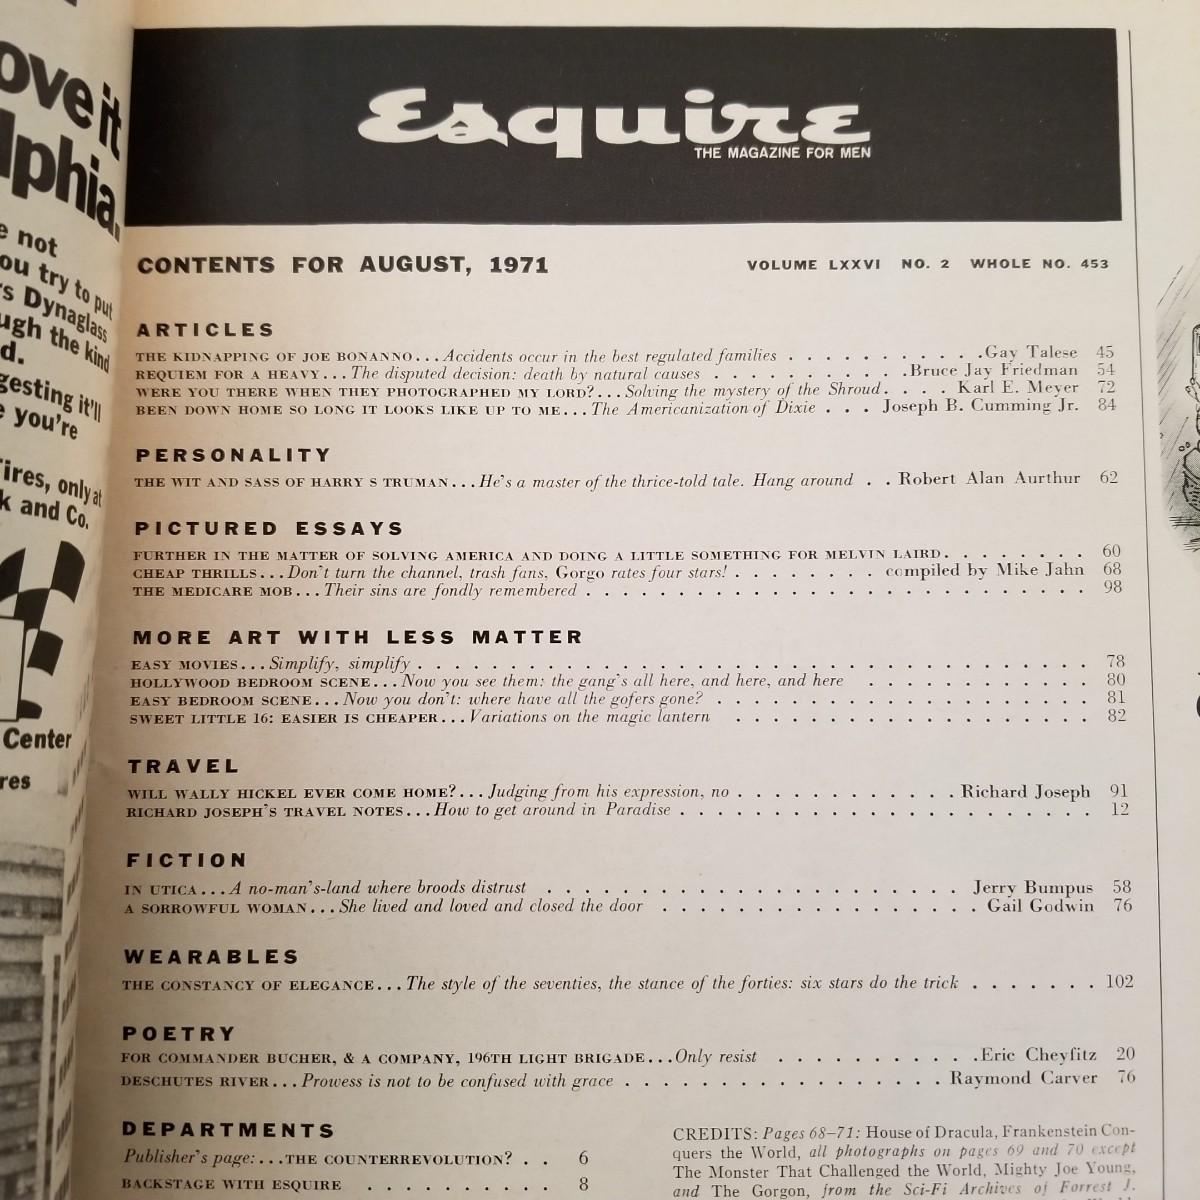 ove it
lphia.
e not
ou try to put
s Dynaglass
ugh the kind
d.
gesting it'll
e you're
ires, only at
k and Co.
Center
res
Esquire
THE MAGAZINE FOR MEN
CONTENTS FOR AUGUST, 1971 VOLUME LXXVI NO. 2 WHOLE NO. 453
ARTICLES
THE KIDNAPPING OF JOE BONANNO...Accidents occur in the best regulated families . . . . . . . . . . . .Gay Talese 45
REQUIEM FOR A HEAVY...The disputed decision: death by natural causes . . . . . . . . . . . .Bruce Jay Friedman 54
WERE YOU THERE WHEN THEY PHOTOGRAPHED MY LORD?...Solving the mystery of the Shroud. . . . Karl E. Meyer 72
BEEN DOWN HOME SO LONG IT LOOKS LIKE UP TO ME...The Americanization of Dixie . . . Joseph B. Cumming Jr. 84
PERSONALITY
THE WIT AND SASS OF HARRY S TRUMAN...He's a master of the thrice-told tale. Hang around . . Robert Alan Aurthur 62
PICTURED ESSAYS
FURTHER IN THE MATTER OF SOLVING AMERICA AND DOING A LITTLE SOMETHING FOR MELVIN LAIRD. . . . . . . . 60
CHEAP THRILLS...Don't turn the channel, trash fans, Gorgo rates four stars! . . . . . . . . compiled by Mike Jahn 68
THE MEDICARE MOB...Their sins are fondly remembered . . . . . . . . . . . . . . . . . . . . . . . . . . . 98
MORE ART WITH LESS MATTER
EASY MOVIES...Simplify, simplify . . . . . . . . . . . . . . . . . . . . . . . . . . . . . . . . . . . . 78
HOLLYWOOD BEDROOM SCENE...Now you see them: the gang's all here, and here, and here . . . . . . . . . . . . 80
EASY BEDROOM SCENE...Now you don't: where have all the gofers gone? . . . . . . . . . . . . . . . . . . . . 81
SWEET LITTLE 16: EASIER IS CHEAPER...Variations on the magic lantern . . . . . . . . . . . . . . . . . . . 82
TRAVEL
WILL WALLY HICKEL EVER COME HOME?...Judging from his expression, no . . . . . . . . . . . . Richard Joseph 91
RICHARD JOSEPH'S TRAVEL NOTES...How to get around in Paradise . . . . . . . . . . . . . . . . . . . . . . 12
FICTION
IN UTICA...A no-man's-land where broods distrust . . . . . . . . . . . . . . . . . . . . . . Jerry Bumpus 58
A SORROWFUL WOMAN...She lived and loved and closed the door . . . . . . . . . . . . . . . . . Gail Godwin 76
WEARABLES
THE CONSTANCY OF ELEGANCE...The style of the seventies, the stance of the forties: six stars do the trick . . . . . . . 102
POETRY
FOR COMMANDER BUCHER, & A COMPANY, 196TH LIGHT BRIGADE...Only resist . . . . . . . . . . .Eric Cheyfitz 20
DESCHUTES RIVER...Prowess is not to be confused with grace . . . . . . . . . . . . . . . . . Raymond Carver 76
DEPARTMENTS
Publisher's page:...THE COUNTERREVOLUTION? . . 6
BACKSTAGE WITH ESQUIRE . . . . . . . . . . 8
CREDITS: Pages 68–71: House of Dracula, Frankenstein Con-
quers the World, all photographs on pages 69 and 70 except
The Monster That Challenged the World, Mighty Joe Young,
and The Gorgon, from the Sci-Fi Archives of Forrest J.